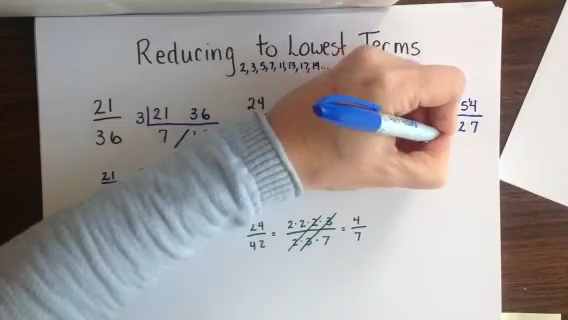 Reducing to Lowest Terms
2, 3, 5, 7, 11, 13, 17, 19...
21
36
3 21 36
7
24
54
27
21
24/42 = 2·2·2·3/2·3·7 = 4/7